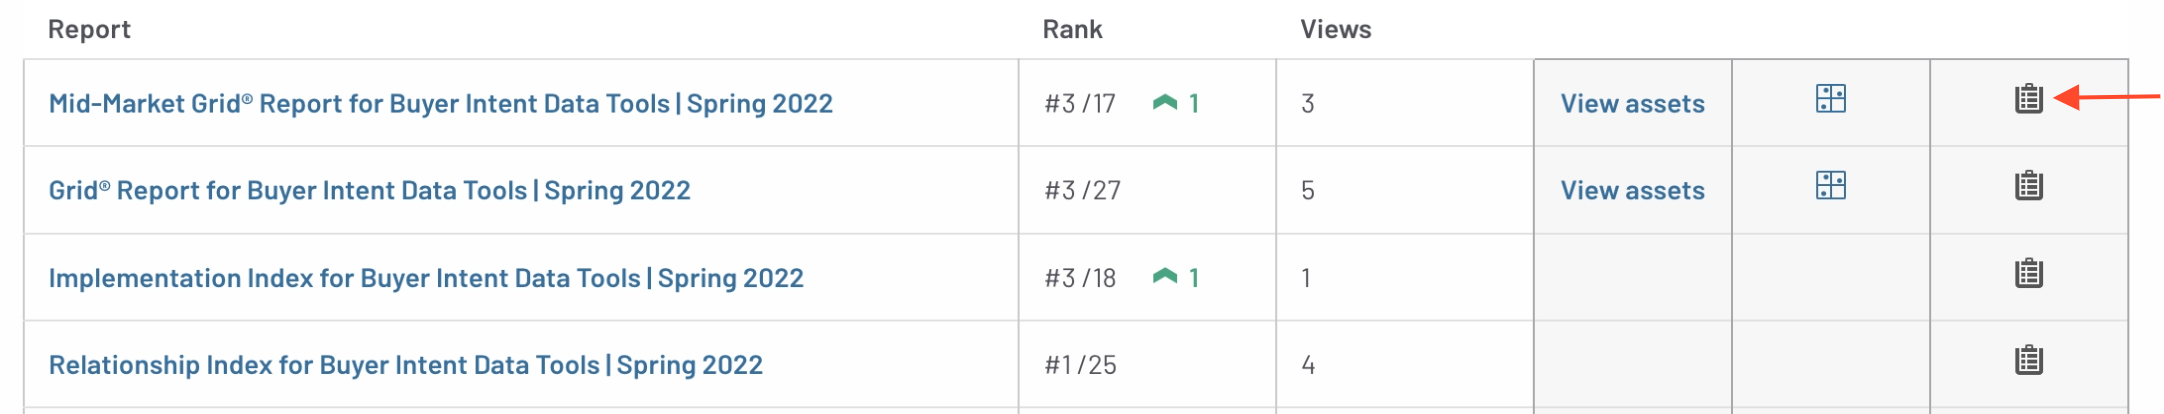 Report Rank Views
Mid-Market Grid® Report for Buyer Intent Data Tools | Spring 2022 #3 /17 1 3 View assets
Grid® Report for Buyer Intent Data Tools | Spring 2022 #3 /27 5 View assets
Implementation Index for Buyer Intent Data Tools | Spring 2022 #3 /18 1 1
Relationship Index for Buyer Intent Data Tools | Spring 2022 #1 /25 4